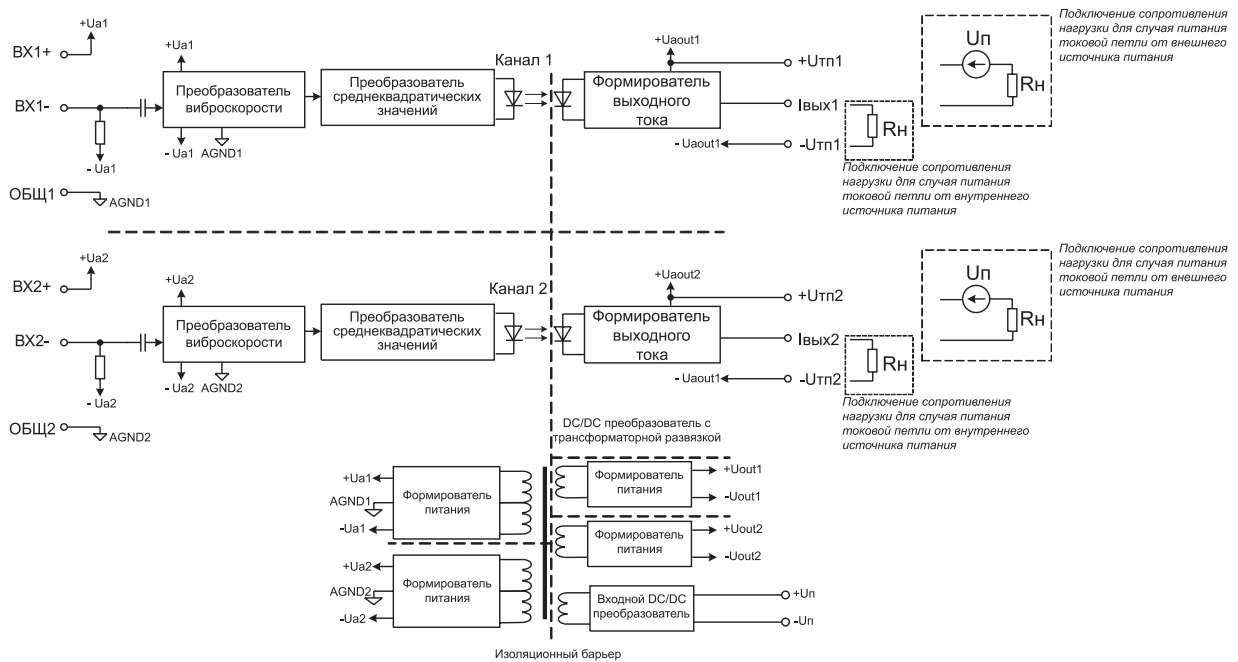 +Ua1
ВХ1+
+Ua1
Преобразователь
виброскорости
ВХ1-
- Ua1
- Ua1
AGND1
ОБЩ1
AGND1
Преобразователь
среднеквадратических
значений
Канал 1
+Uaout1
Формирователь
выходного
тока
+Uтп1
Iвых1
- Uaout1
-Uтп1
Rн
Подключение сопротивления
нагрузки для случая питания
токовой петли от внутреннего
источника питания
Uп
Rн
Подключение сопротивления
нагрузки для случая питания
токовой петли от внешнего
источника питания
+Ua2
ВХ2+
+Ua2
Преобразователь
виброскорости
ВХ2-
- Ua2
- Ua2
AGND2
ОБЩ2
AGND2
Преобразователь
среднеквадратических
значений
Канал 2
+Uaout2
Формирователь
выходного
тока
+Uтп2
Iвых2
- Uaout1
-Uтп2
Rн
Подключение сопротивления
нагрузки для случая питания
токовой петли от внутреннего
источника питания
Uп
Rн
Подключение сопротивления
нагрузки для случая питания
токовой петли от внешнего
источника питания
DC/DC преобразователь с
трансформаторной развязкой
+Ua1
AGND1
-Ua1
Формирователь
питания
Формирователь
питания
+Uout1
-Uout1
Формирователь
питания
+Uout2
-Uout2
+Ua2
AGND2
-Ua2
Формирователь
питания
Входной DC/DC
преобразователь
+Uп
-Uп
Изоляционный барьер